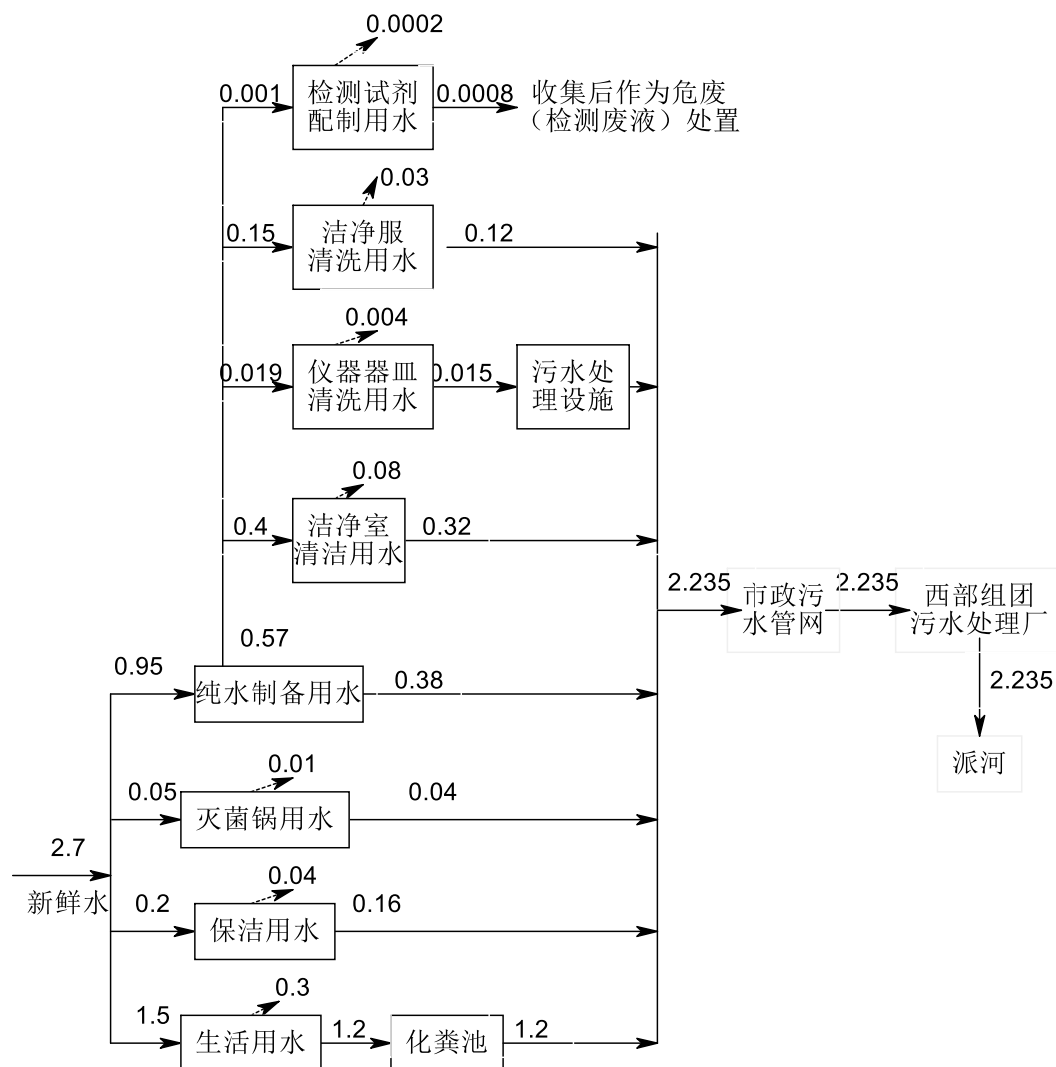 0.0002
0.001
检测试剂
配制用水
0.0008
收集后作为危废
（检测废液）处置
0.03
0.15
洁净服
清洗用水
0.12
0.004
0.019
仪器器皿
清洗用水
0.015
污水处
理设施
0.08
0.4
洁净室
清洁用水
0.32
2.235
市政污
水管网
2.235
西部组团
污水处理厂
0.57
0.95
纯水制备用水
0.38
2.235
派河
0.01
0.05
灭菌锅用水
0.04
2.7
新鲜水
0.04
0.2
保洁用水
0.16
0.3
1.5
生活用水
1.2
化粪池
1.2